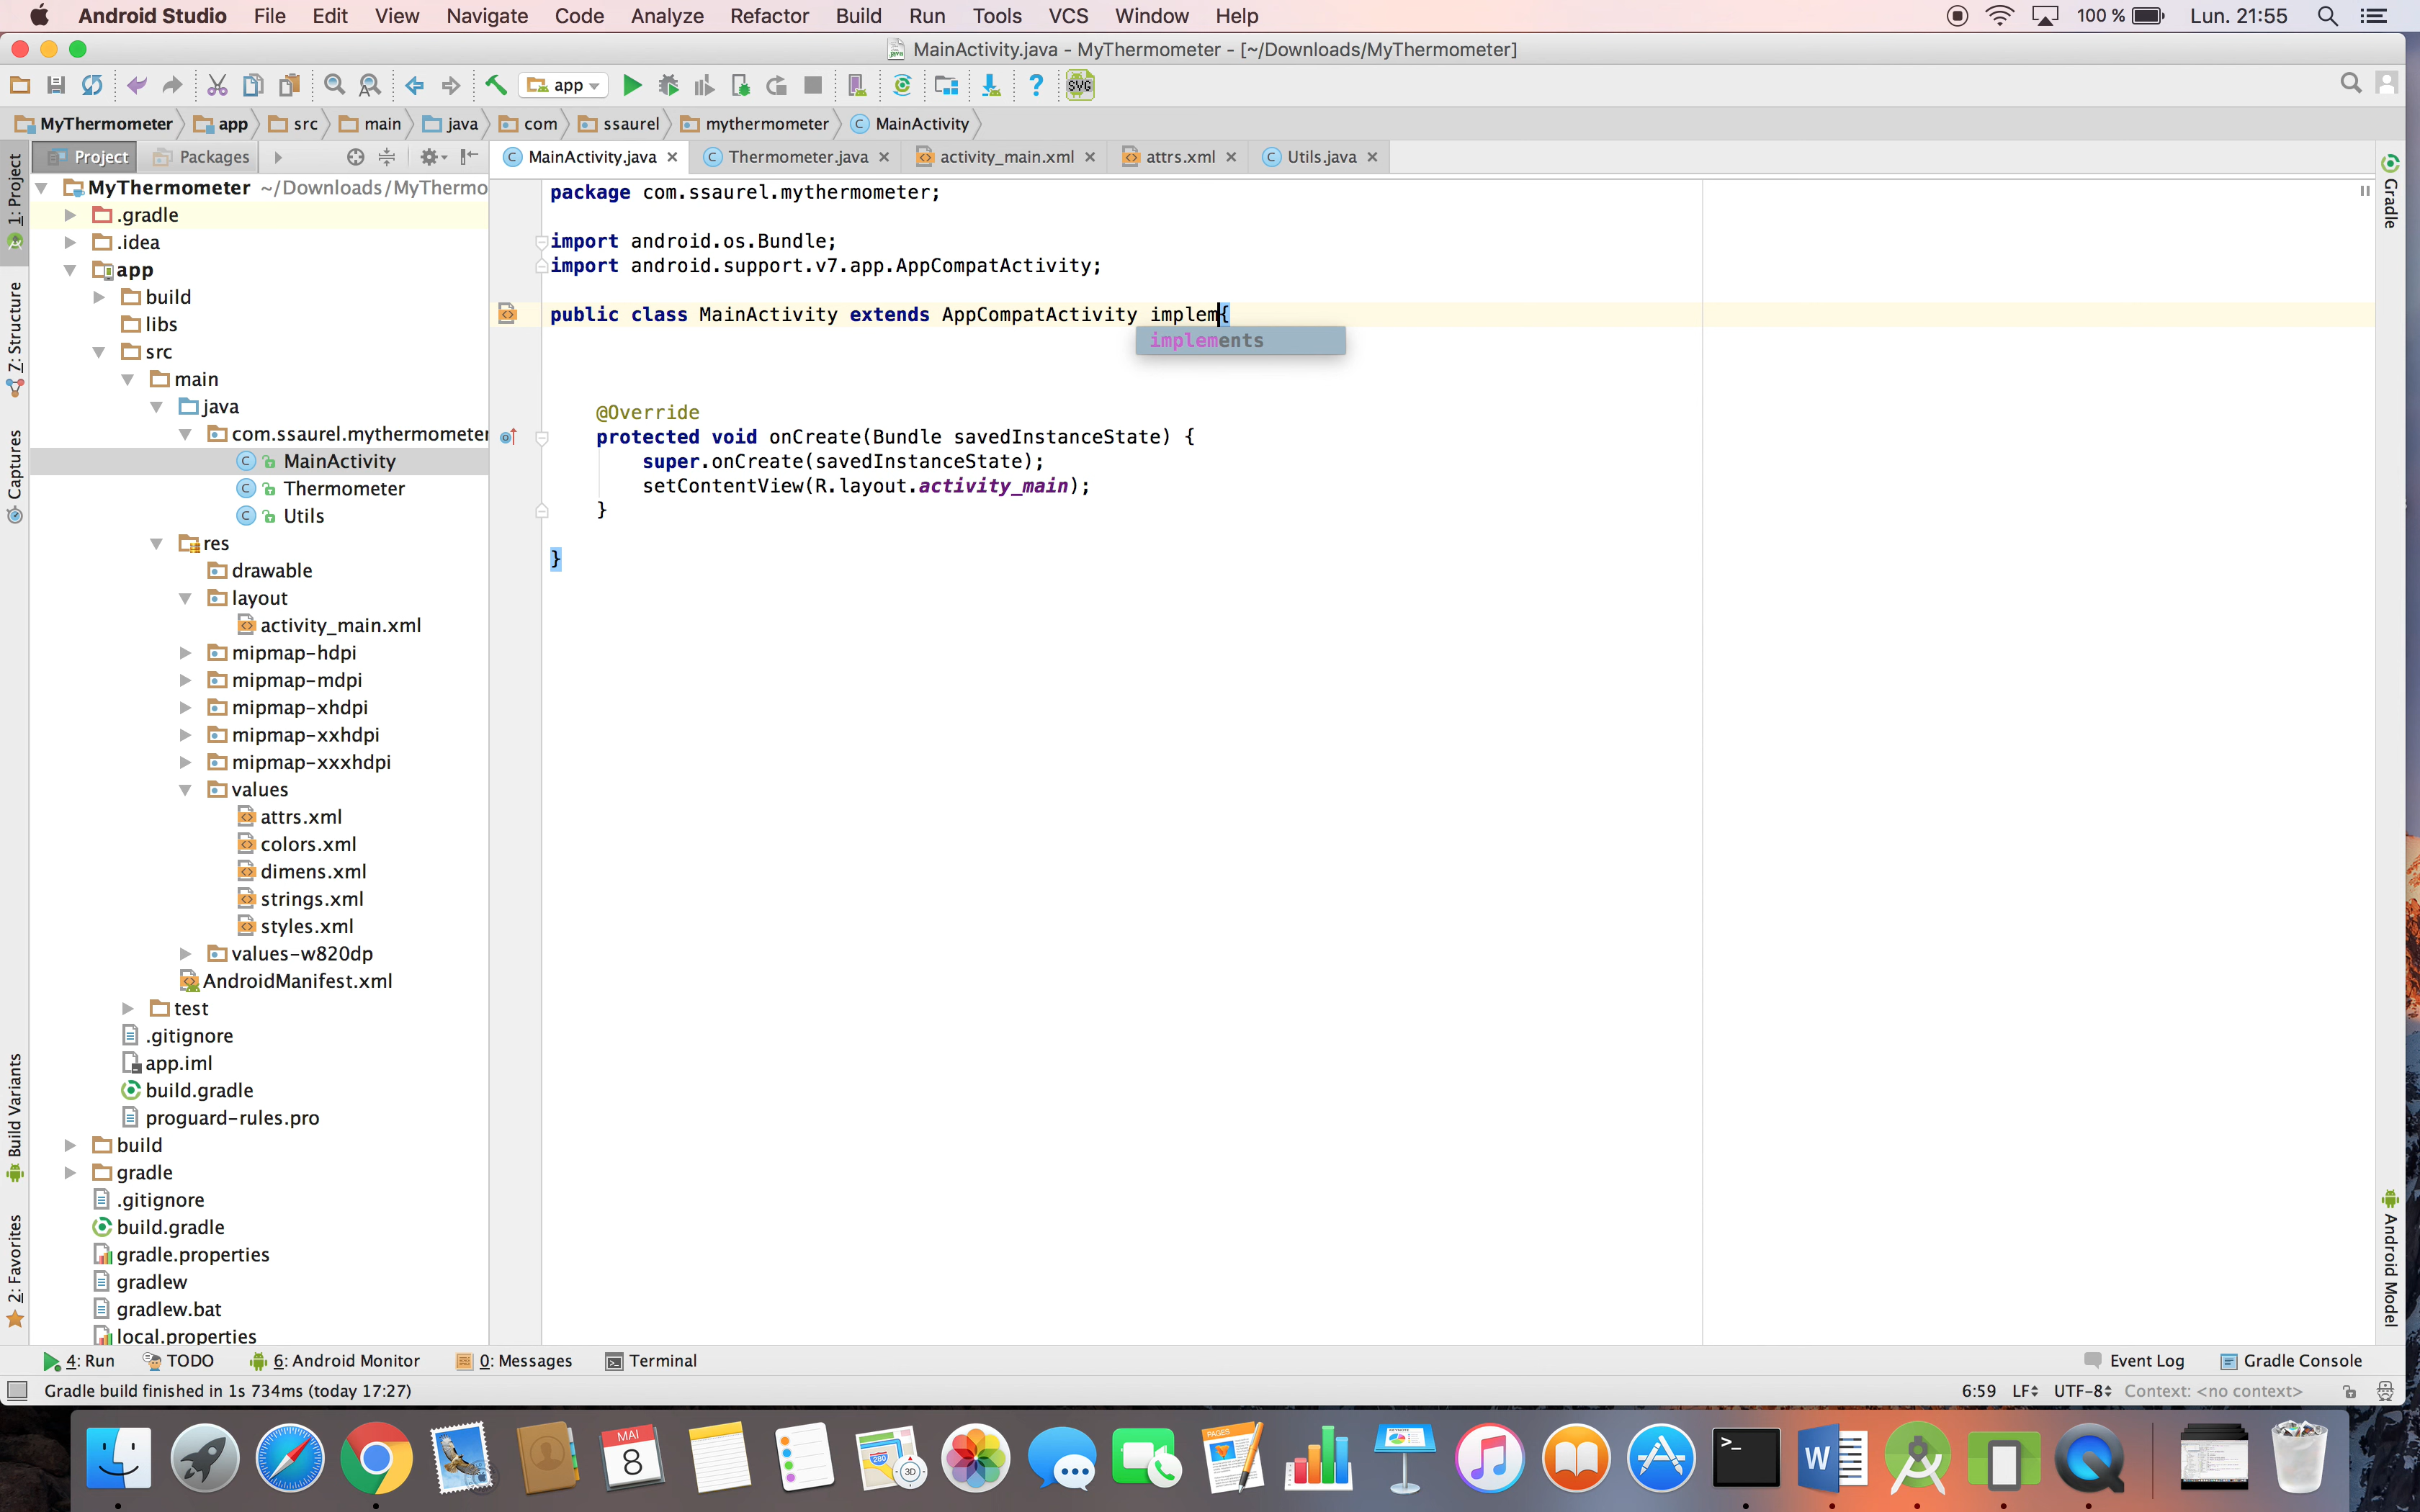 Android Studio File Edit View Navigate Code Analyze Refactor Build Run Tools VCS Window Help 100 % Lun. 21:55
MainActivity.java - MyThermometer - [~/Downloads/MyThermometer]
app SVG
MyThermometer app src main java com ssaurel mythermometer MainActivity
Project Packages
MainActivity.java Thermometer.java activity_main.xml attrs.xml Utils.java
1: Project
7: Structure
Captures
Build Variants
2: Favorites
MyThermometer ~/Downloads/MyThermo
.gradle
.idea
app
build
libs
src
main
java
com.ssaurel.mythermometer
MainActivity
Thermometer
Utils
res
drawable
layout
activity_main.xml
mipmap-hdpi
mipmap-mdpi
mipmap-xhdpi
mipmap-xxhdpi
mipmap-xxxhdpi
values
attrs.xml
colors.xml
dimens.xml
strings.xml
styles.xml
values-w820dp
AndroidManifest.xml
test
.gitignore
app.iml
build.gradle
proguard-rules.pro
build
gradle
.gitignore
build.gradle
gradle.properties
gradlew
gradlew.bat
local.properties
package com.ssaurel.mythermometer;
import android.os.Bundle;
import android.support.v7.app.AppCompatActivity;
public class MainActivity extends AppCompatActivity implem{
implements
@Override
protected void onCreate(Bundle savedInstanceState) {
super.onCreate(savedInstanceState);
setContentView(R.layout.activity_main);
}
}
Gradle
Android Model
4: Run TODO 6: Android Monitor 0: Messages Terminal Event Log Gradle Console
Gradle build finished in 1s 734ms (today 17:27) 6:59 LF UTF-8 Context: <no context>
MAI
8
280
3D
PAGES
>_
W